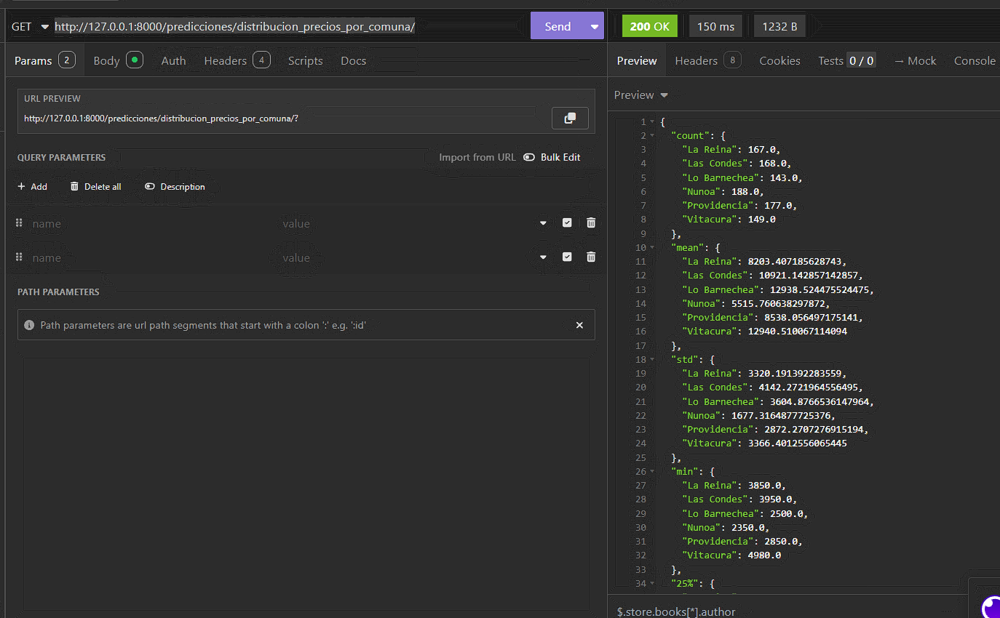 GET http://127.0.0.1:8000/predicciones/distribucion_precios_por_comuna/ Send
200 OK 150 ms 1232 B
Params 2 Body Auth Headers 4 Scripts Docs
Preview Headers 8 Cookies Tests 0 / 0 → Mock Console
URL PREVIEW
http://127.0.0.1:8000/predicciones/distribucion_precios_por_comuna/?
QUERY PARAMETERS Import from URL Bulk Edit
+ Add Delete all Description
name value
name value
PATH PARAMETERS
Path parameters are url path segments that start with a colon ':' e.g. ':id'
Preview
1 {
2 "count": {
3 "La Reina": 167.0,
4 "Las Condes": 168.0,
5 "Lo Barnechea": 143.0,
6 "Nunoa": 188.0,
7 "Providencia": 177.0,
8 "Vitacura": 149.0
9 },
10 "mean": {
11 "La Reina": 8203.407185628743,
12 "Las Condes": 10921.142857142857,
13 "Lo Barnechea": 12938.524475524475,
14 "Nunoa": 5515.760638297872,
15 "Providencia": 8538.056497175141,
16 "Vitacura": 12940.510067114094
17 },
18 "std": {
19 "La Reina": 3320.191392283559,
20 "Las Condes": 4142.2721964556495,
21 "Lo Barnechea": 3604.8766536147964,
22 "Nunoa": 1677.3164877725376,
23 "Providencia": 2872.2707276915194,
24 "Vitacura": 3366.4012556065445
25 },
26 "min": {
27 "La Reina": 3850.0,
28 "Las Condes": 3950.0,
29 "Lo Barnechea": 2500.0,
30 "Nunoa": 2350.0,
31 "Providencia": 2850.0,
32 "Vitacura": 4980.0
33 },
34 "25%": {
$.store.books[*].author